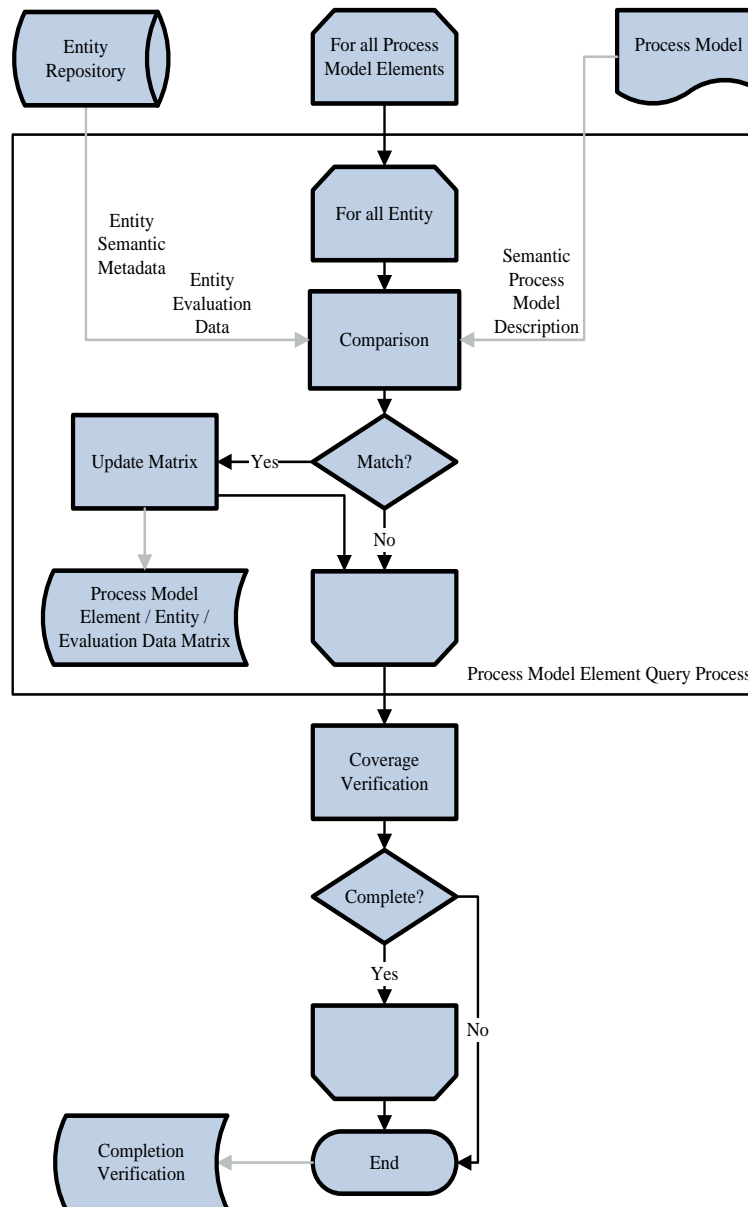 Entity
Repository
For all Process
Model Elements
Process Model
For all Entity
Entity
Semantic
Metadata
Entity
Evaluation
Data
Semantic
Process
Model
Description
Comparison
Update Matrix
Yes
Match?
No
Process Model
Element / Entity /
Evaluation Data Matrix
Process Model Element Query Process
Coverage
Verification
Complete?
Yes
No
Completion
Verification
End